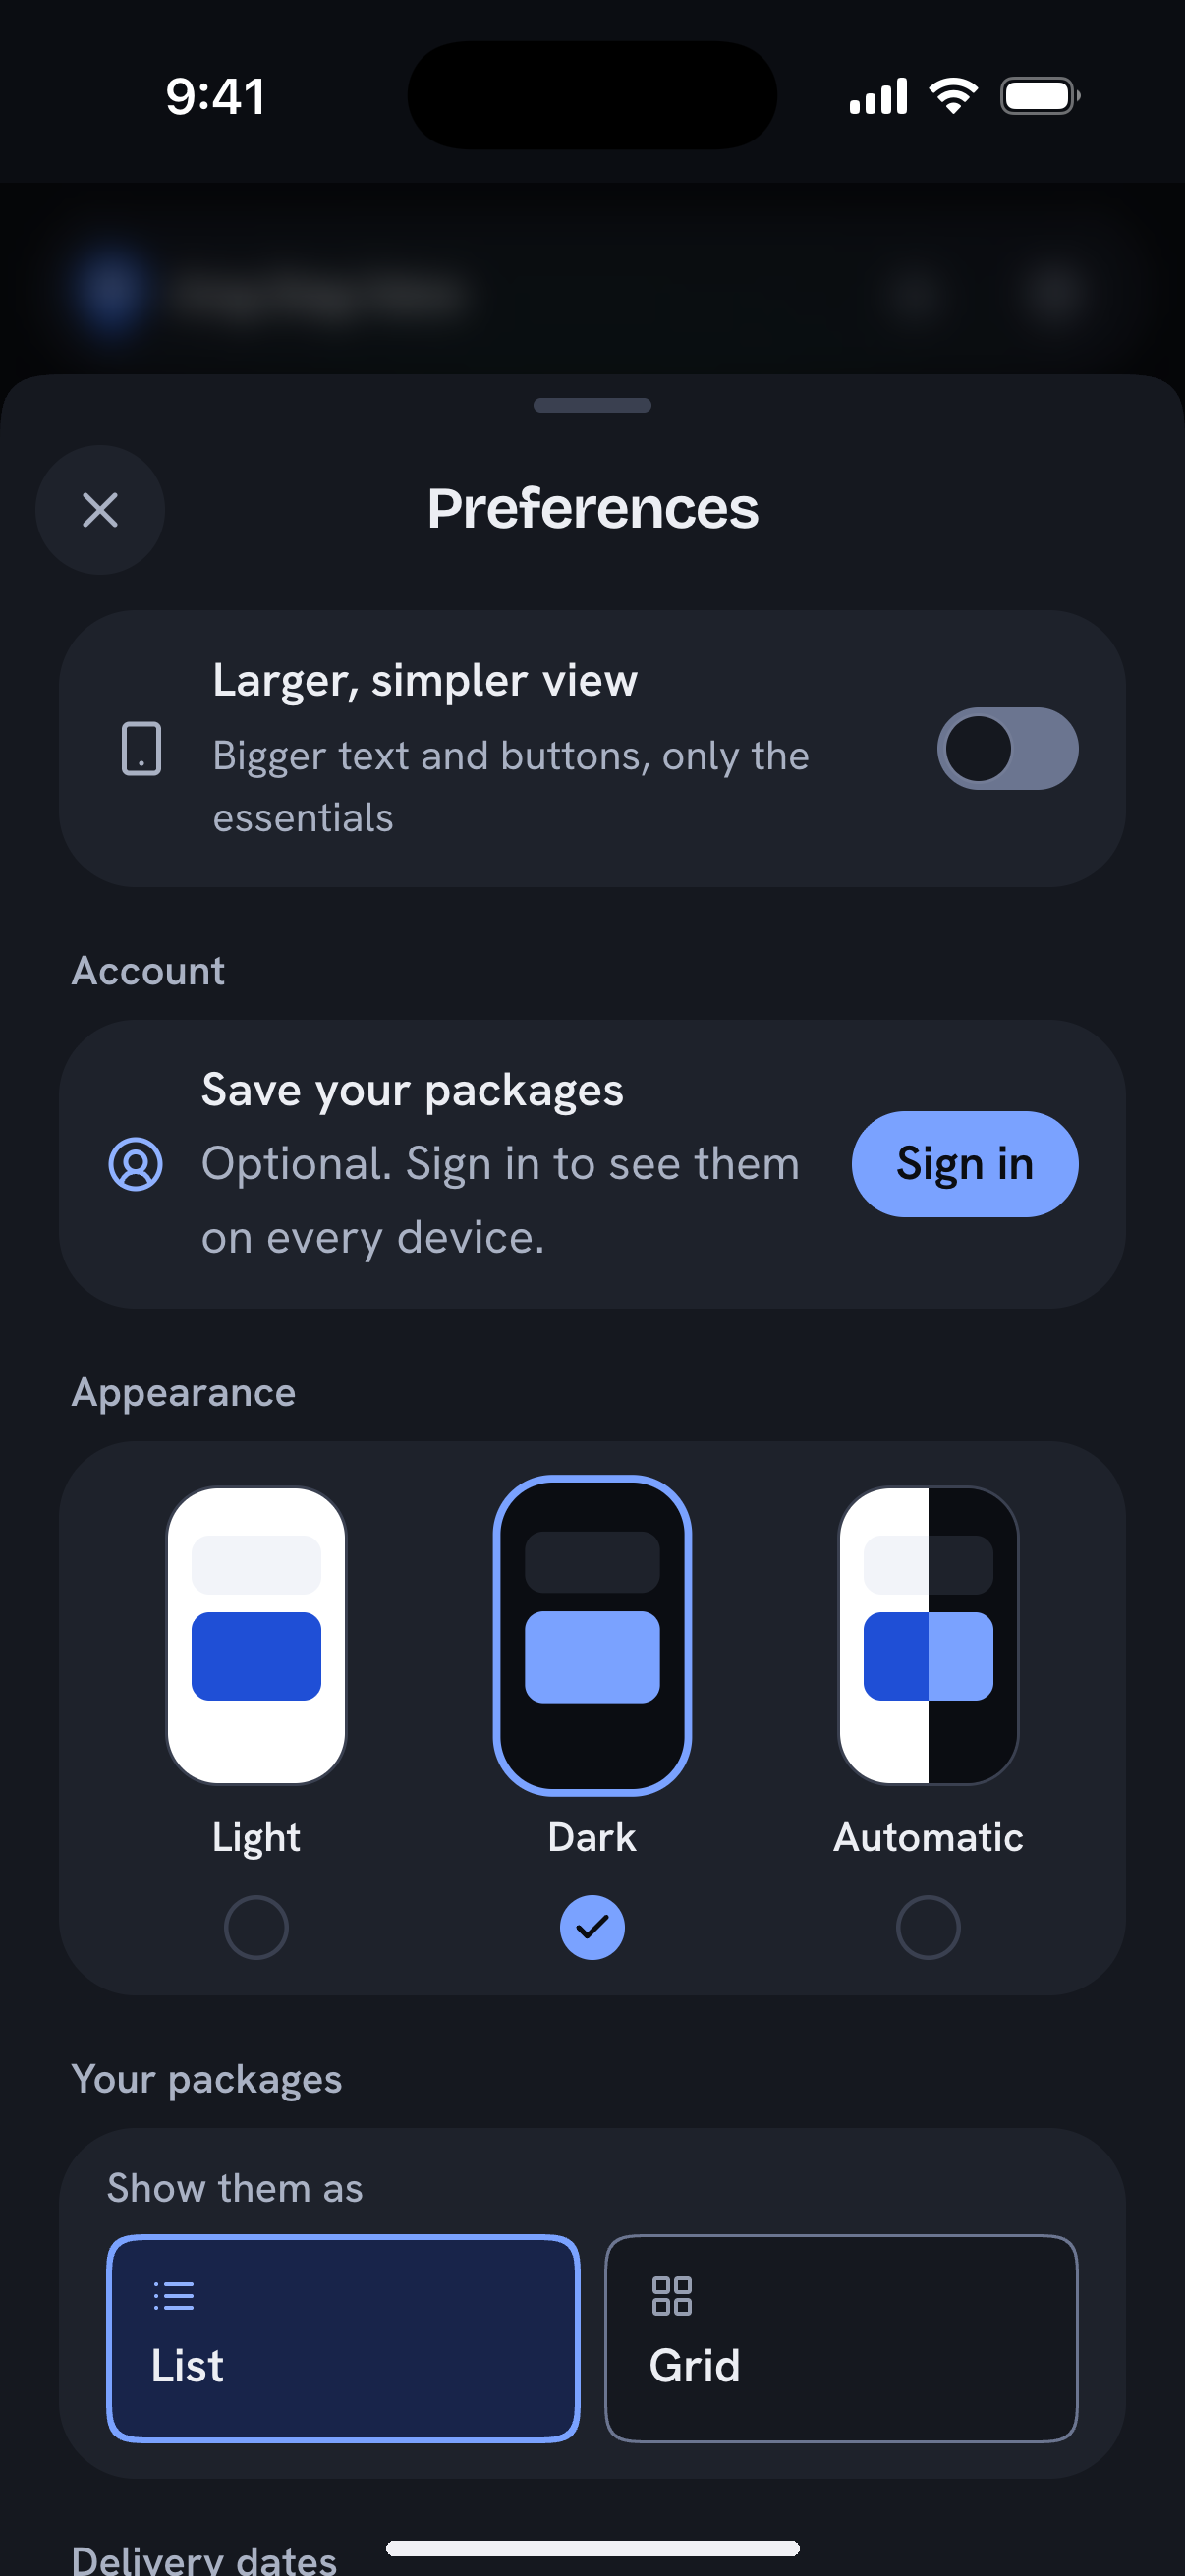 9:41
Preferences
Larger, simpler view
Bigger text and buttons, only the
essentials
Account
Save your packages
Optional. Sign in to see them
on every device.
Sign in
Appearance
Light
Dark
Automatic
Your packages
Show them as
List
Grid
Delivery dates